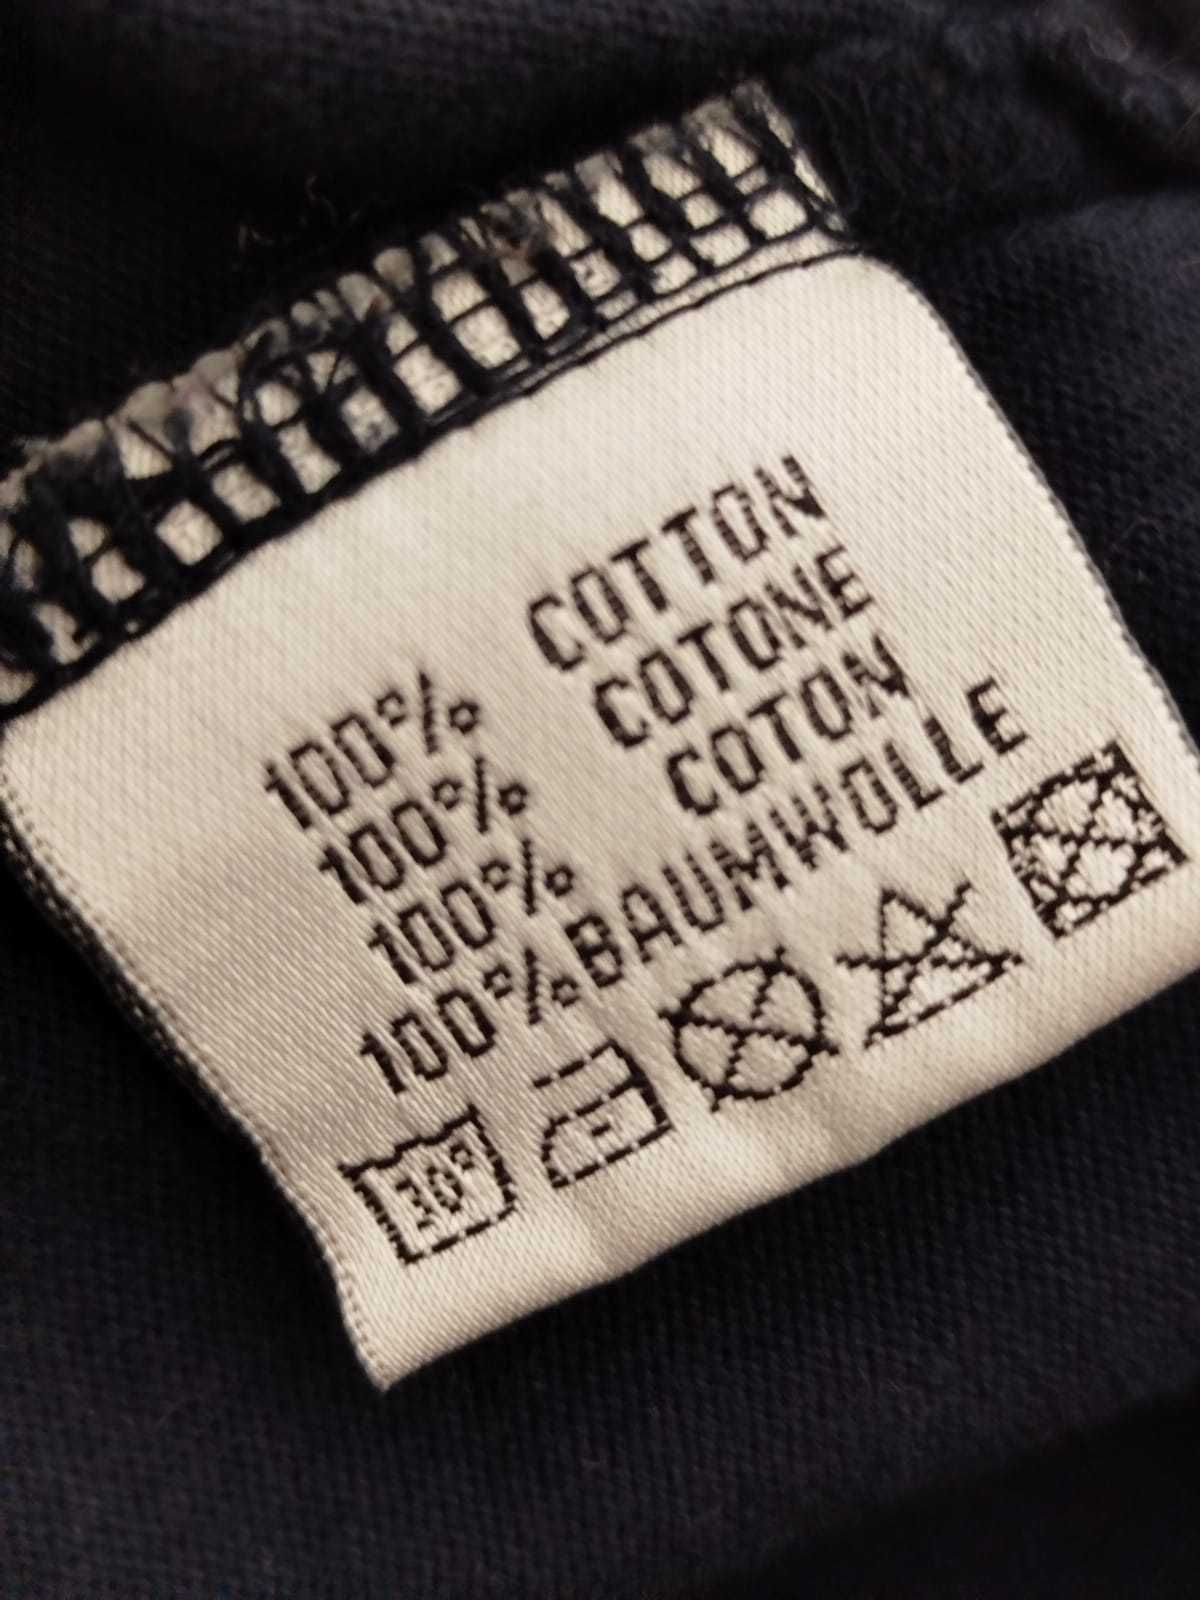 100% COTTON
100% COTONE
100% COTON
100% BAUMWOLLE
30°